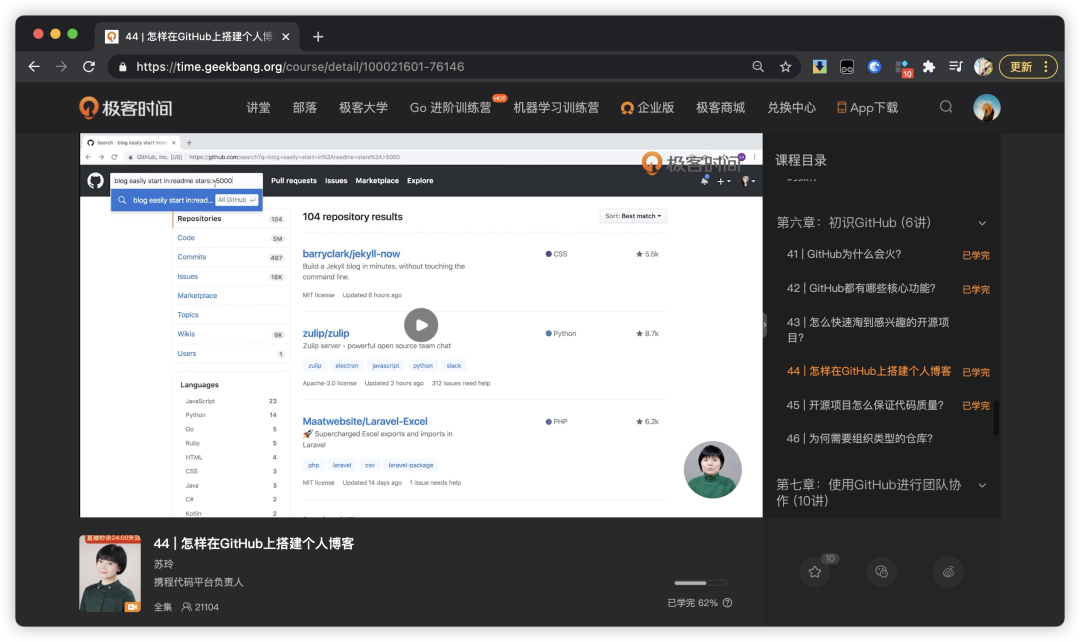 44 | 怎样在GitHub上搭建个人博
https://time.geekbang.org/course/detail/100021601-76146
10
更新
极客时间
讲堂 部落 极客大学 Go 进阶训练营 HOT 机器学习训练营 企业版 极客商城 兑换中心 App下载
Search · blog easily start in:rea
GitHub, Inc. [US] https://github.com/search?q=blog+easily+start+in%3Areadme+stars%3A>5000
极客时间
blog easily start in:readme stars:>5000
Pull requests Issues Marketplace Explore
blog easily start in:read... All GitHub
Repositories 104
Code 5M
Commits 467
Issues 18K
Marketplace
Topics
Wikis 9K
Users 1
Languages
JavaScript 23
Python 14
Go 5
Ruby 5
HTML 4
CSS 3
Java 3
C# 2
Kotlin 2
104 repository results
Sort: Best match
barryclark/jekyll-now
CSS
5.5k
Build a Jekyll blog in minutes, without touching the
command line.
MIT license Updated 6 hours ago
zulip/zulip
Python
8.7k
Zulip server - powerful open source team chat
zulip electron javascript python slack
Apache-2.0 license Updated 2 hours ago 312 issues need help
Maatwebsite/Laravel-Excel
PHP
6.2k
🚀 Supercharged Excel exports and imports in
Laravel
php laravel csv laravel-package
MIT license Updated 14 days ago 1 issue needs help
课程目录
第六章：初识GitHub (6讲)
41 | GitHub为什么会火? 已学完
42 | GitHub都有哪些核心功能? 已学完
43 | 怎么快速淘到感兴趣的开源项
目?
44 | 怎样在GitHub上搭建个人博客 已学完
45 | 开源项目怎么保证代码质量? 已学完
46 | 为何需要组织类型的仓库?
第七章：使用GitHub进行团队协
作 (10讲)
直播秒杀24:00失效
44 | 怎样在GitHub上搭建个人博客
苏玲
携程代码平台负责人
全集 21104
已学完 62%
10